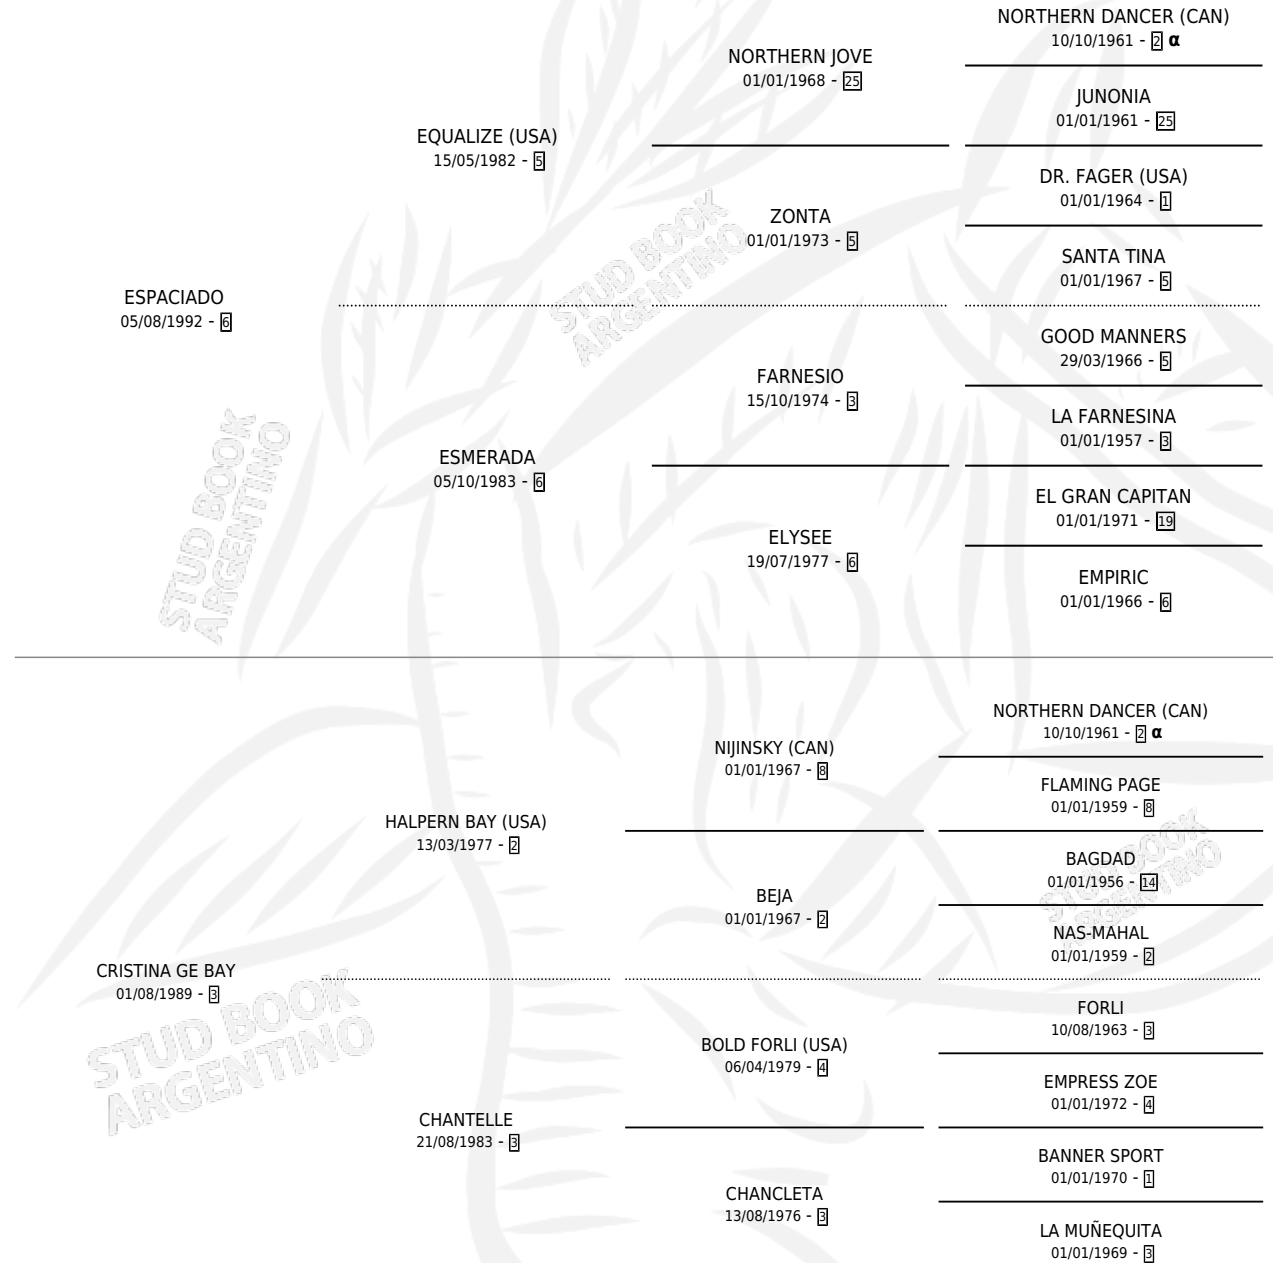 NORTHERN DANCER (CAN)
10/10/1961 - 2 α
NORTHERN JOVE
01/01/1968 - 25
JUNONIA
01/01/1961 - 25
EQUALIZE (USA)
15/05/1982 - 5
DR. FAGER (USA)
01/01/1964 - 1
ZONTA
01/01/1973 - 5
SANTA TINA
01/01/1967 - 5
STUD BOOK
ARGENTINO
ESPACIADO
05/08/1992 - 6
GOOD MANNERS
29/03/1966 - 5
FARNESIO
15/10/1974 - 3
LA FARNESINA
01/01/1957 - 3
ESMERADA
05/10/1983 - 6
EL GRAN CAPITAN
01/01/1971 - 19
ELYSEE
19/07/1977 - 6
EMPIRIC
01/01/1966 - 6
STUD BOOK
ARGENTINO
NORTHERN DANCER (CAN)
10/10/1961 - 2 α
NIJINSKY (CAN)
01/01/1967 - 8
FLAMING PAGE
01/01/1959 - 8
HALPERN BAY (USA)
13/03/1977 - 2
BAGDAD
01/01/1956 - 14
BEJA
01/01/1967 - 2
NAS-MAHAL
01/01/1959 - 2
STUD BOOK
ARGENTINO
CRISTINA GE BAY
01/08/1989 - 3
FORLI
10/08/1963 - 3
BOLD FORLI (USA)
06/04/1979 - 4
EMPRESS ZOE
01/01/1972 - 4
STUD BOOK
ARGENTINO
CHANTELLE
21/08/1983 - 3
BANNER SPORT
01/01/1970 - 1
CHANCLETA
13/08/1976 - 3
LA MUÑEQUITA
01/01/1969 - 3